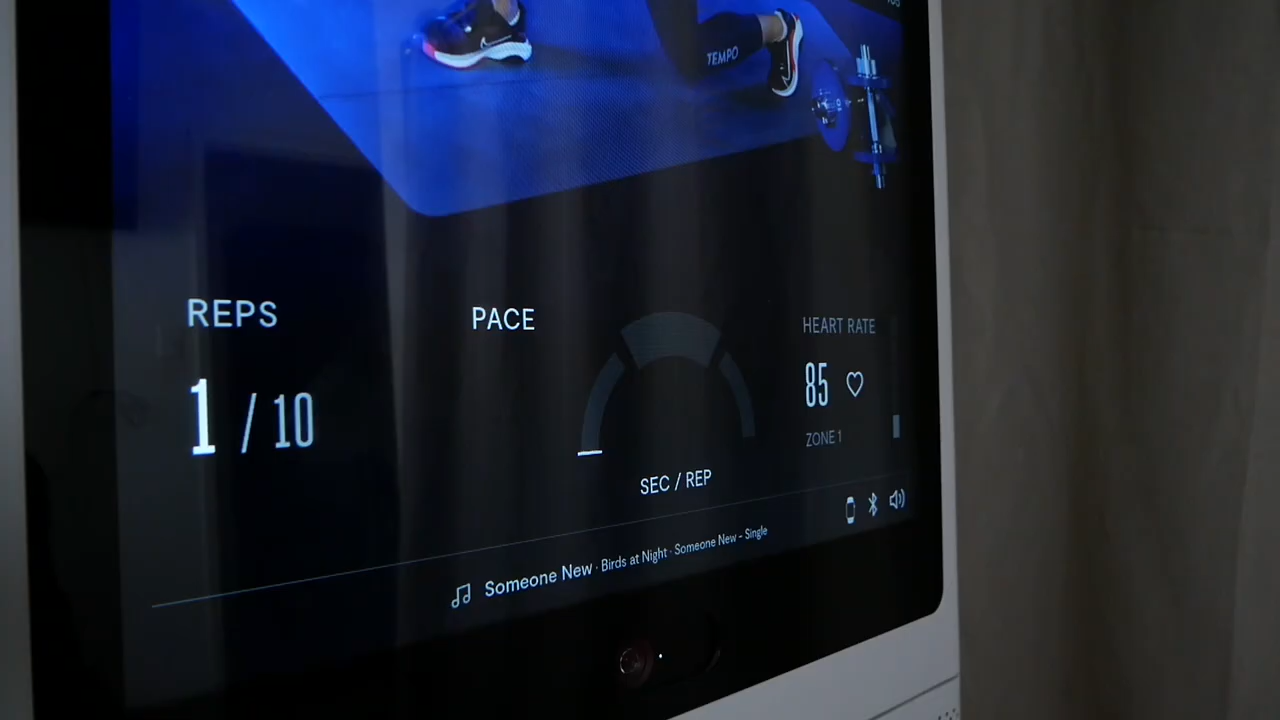 TEMPO
REPS
1 / 10
PACE
SEC / REP
HEART RATE
85
ZONE 1
Someone New · Birds at Night · Someone New - Single